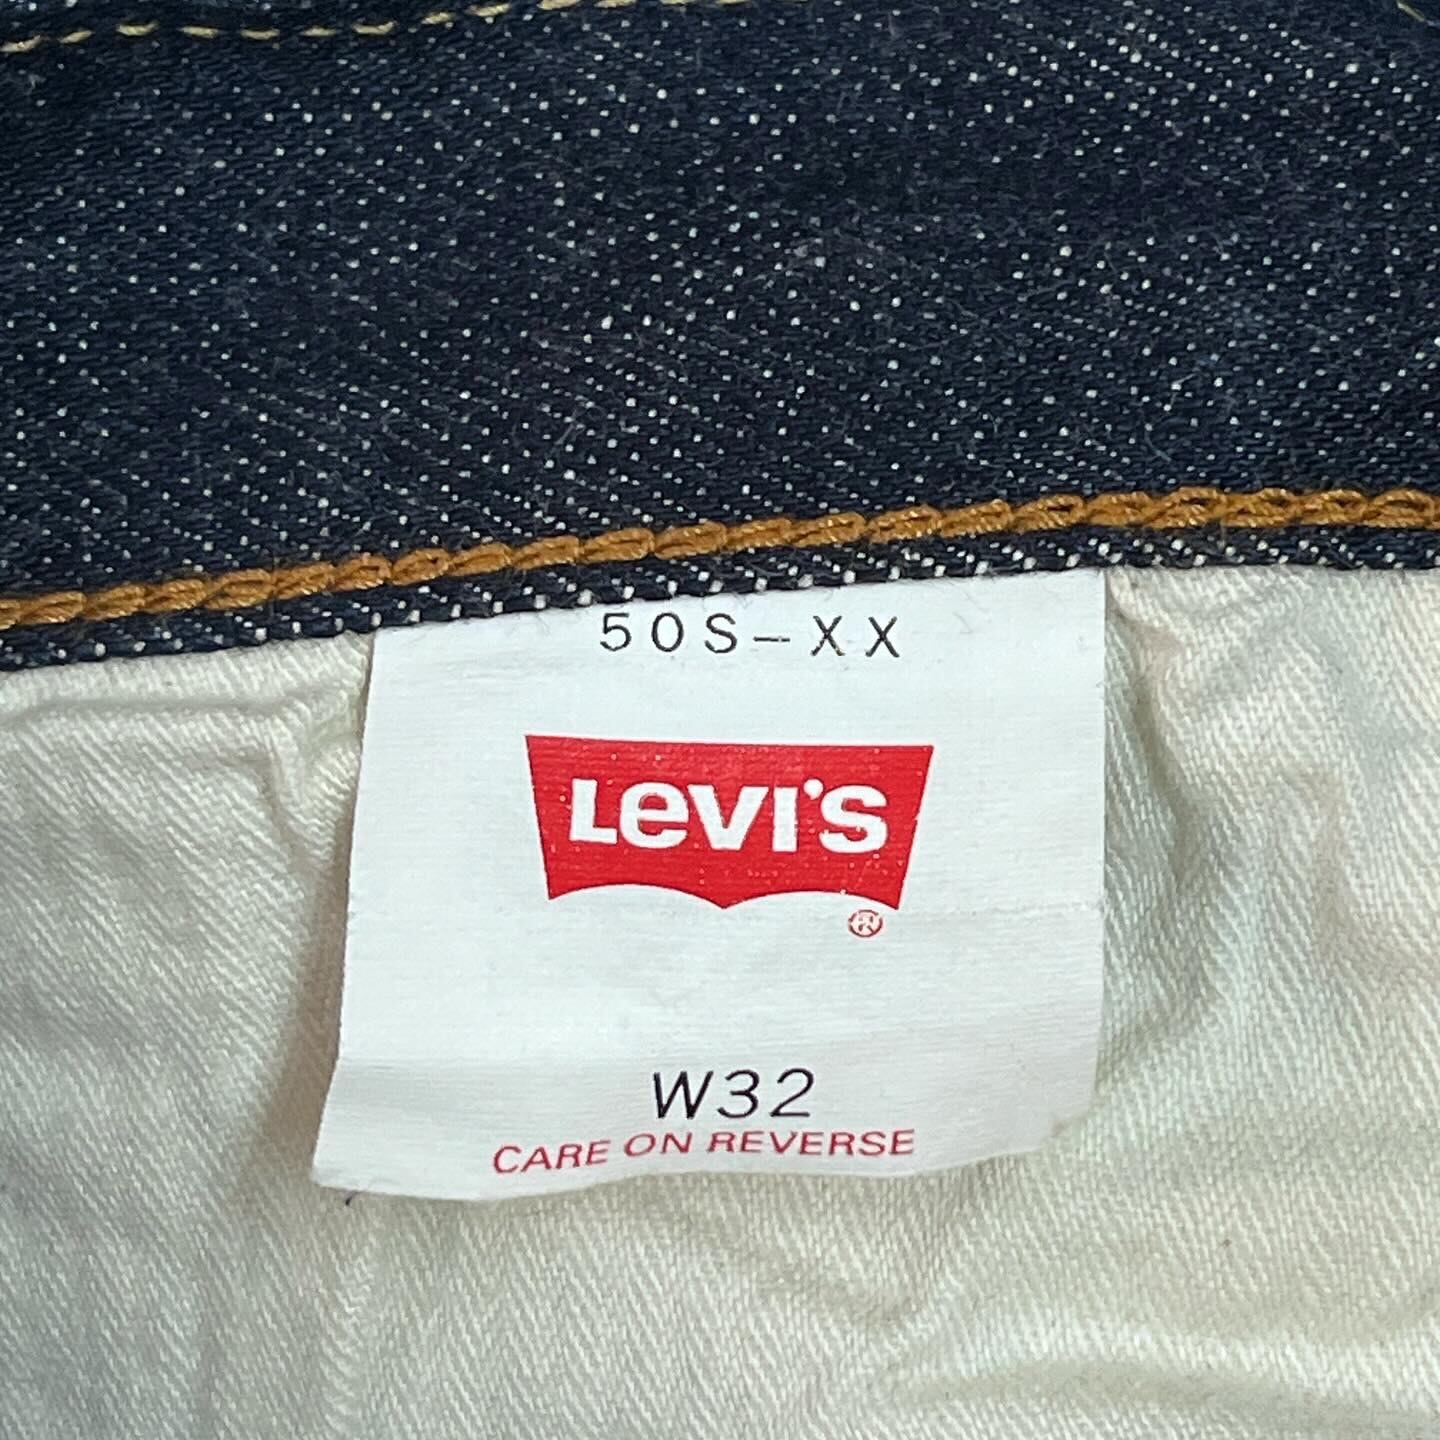 50S-XX
LEVI'S
®
W32
CARE ON REVERSE